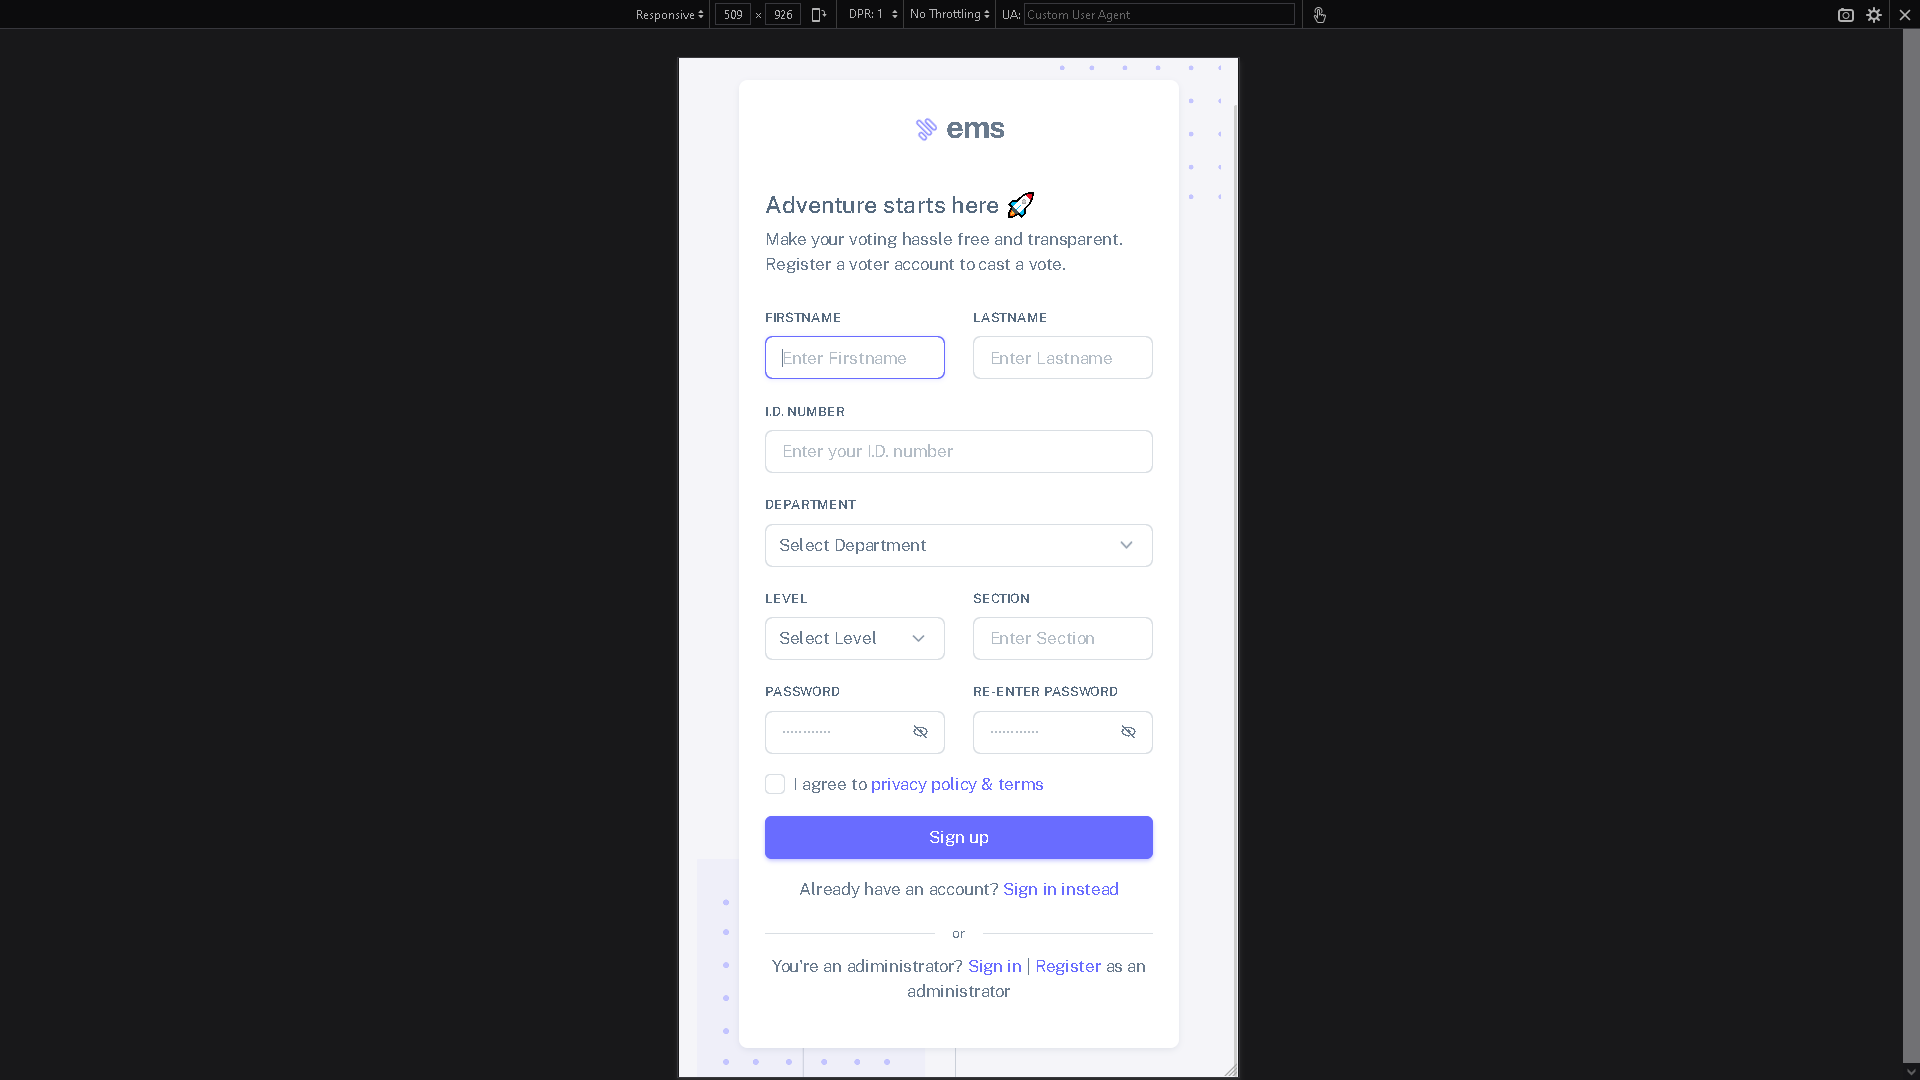 Responsive 509 × 926 DPR: 1 No Throttling UA: Custom User Agent
ems
Adventure starts here 🚀
Make your voting hassle free and transparent.
Register a voter account to cast a vote.
FIRSTNAME LASTNAME
Enter Firstname Enter Lastname
I.D. NUMBER
Enter your I.D. number
DEPARTMENT
Select Department
LEVEL SECTION
Select Level Enter Section
PASSWORD RE-ENTER PASSWORD
············ ············
I agree to privacy policy & terms
Sign up
Already have an account? Sign in instead
or
You're an adiministrator? Sign in | Register as an
administrator